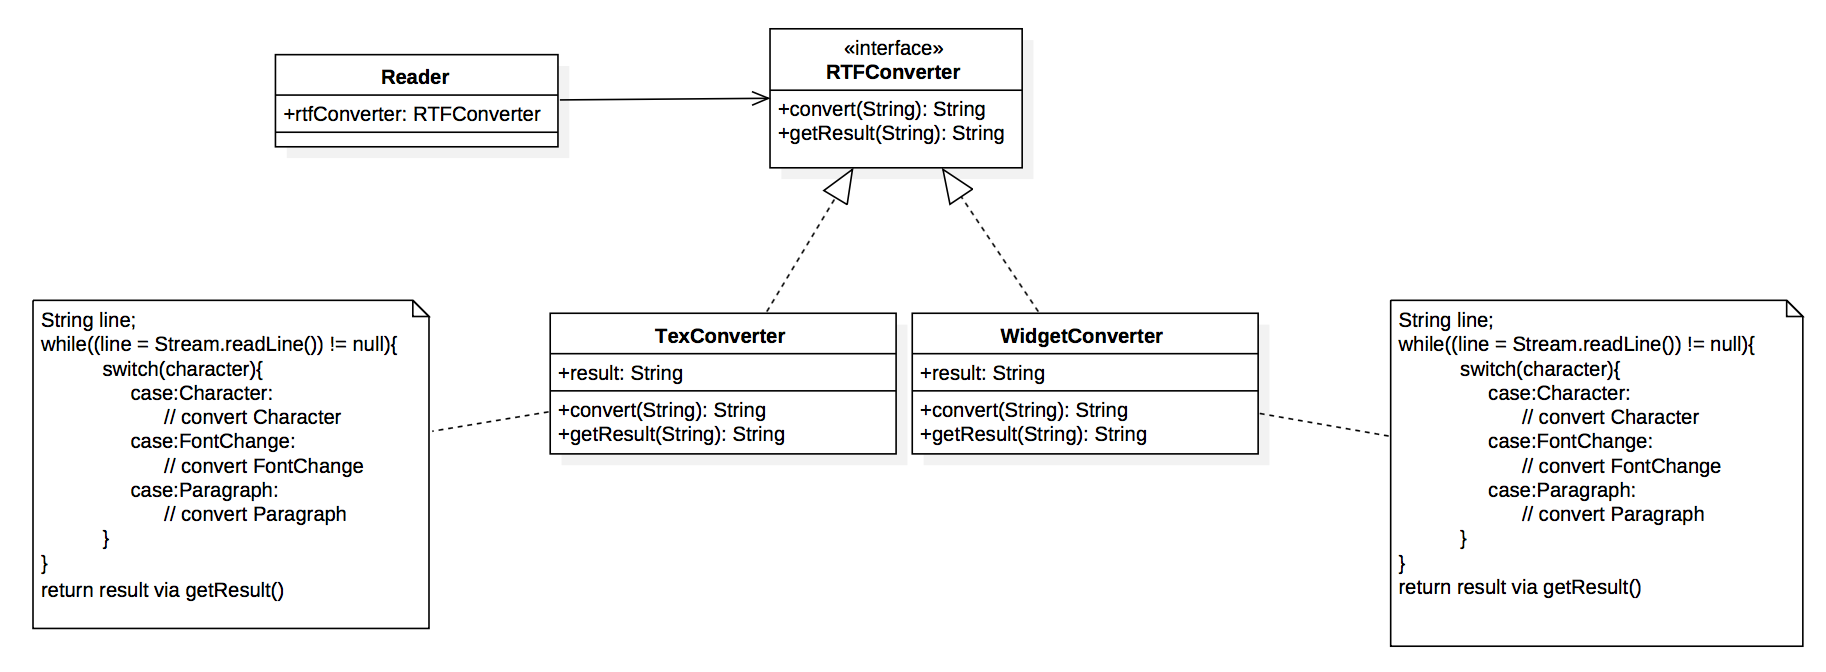 Reader
+rtfConverter: RTFConverter
«interface»
RTFConverter
+convert(String): String
+getResult(String): String
String line;
while((line = Stream.readLine()) != null){
switch(character){
case:Character:
// convert Character
case:FontChange:
// convert FontChange
case:Paragraph:
// convert Paragraph
}
}
return result via getResult()
TexConverter
+result: String
+convert(String): String
+getResult(String): String
WidgetConverter
+result: String
+convert(String): String
+getResult(String): String
String line;
while((line = Stream.readLine()) != null){
switch(character){
case:Character:
// convert Character
case:FontChange:
// convert FontChange
case:Paragraph:
// convert Paragraph
}
}
return result via getResult()